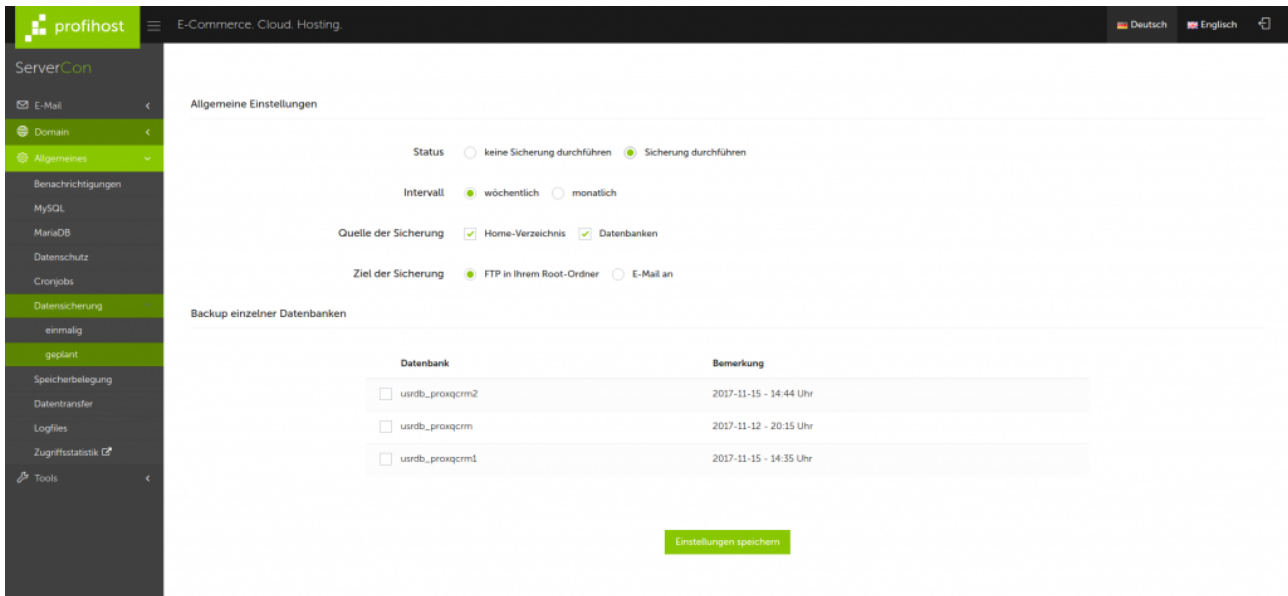 profihost E-Commerce. Cloud. Hosting. Deutsch Englisch
ServerCon
E-Mail
Domain
Allgemeines
Benachrichtigungen
MySQL
MariaDB
Datenschutz
Cronjobs
Datensicherung
einmalig
geplant
Speicherbelegung
Datentransfer
Logfiles
Zugriffsstatistik
Tools
Allgemeine Einstellungen
Status keine Sicherung durchführen Sicherung durchführen
Intervall wöchentlich monatlich
Quelle der Sicherung Home-Verzeichnis Datenbanken
Ziel der Sicherung FTP in Ihrem Root-Ordner E-Mail an
Backup einzelner Datenbanken
Datenbank Bemerkung
usrdb_proxqcrm2 2017-11-15 - 14:44 Uhr
usrdb_proxqcrm 2017-11-12 - 20:15 Uhr
usrdb_proxqcrm1 2017-11-15 - 14:35 Uhr
Einstellungen speichern